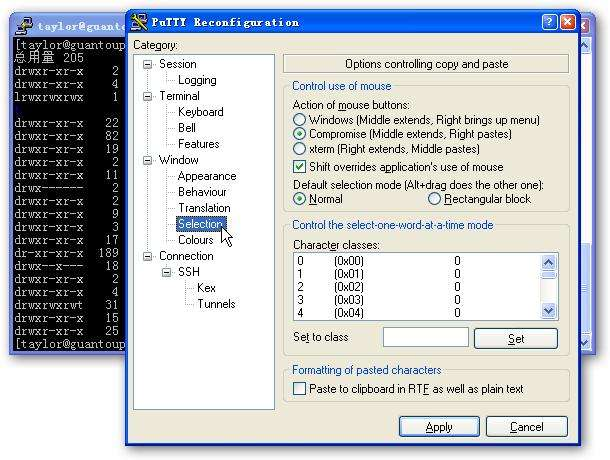 taylor@gu
[taylor@guantoup
总用量 205
drwxr-xr-x 2
drwxr-xr-x 4
lrwxrwxrwx 1
drwxr-xr-x 22
drwxr-xr-x 82
drwxr-xr-x 19
drwxr-xr-x 2
drwxr-xr-x 11
drwx------ 2
drwxr-xr-x 2
drwxr-xr-x 9
drwxr-xr-x 3
drwxr-xr-x 17
dr-xr-xr-x 189
drwx--x--- 18
drwxr-xr-x 2
drwxr-xr-x 4
drwxrwxrwt 31
drwxr-xr-x 15
drwxr-xr-x 25
[taylor@guantoup
PuTTY Reconfiguration
Category:
Session
Logging
Terminal
Keyboard
Bell
Features
Window
Appearance
Behaviour
Translation
Selection
Colours
Connection
SSH
Kex
Tunnels
Options controlling copy and paste
Control use of mouse
Action of mouse buttons:
Windows (Middle extends, Right brings up menu)
Compromise (Middle extends, Right pastes)
xterm (Right extends, Middle pastes)
Shift overrides application's use of mouse
Default selection mode (Alt+drag does the other one):
Normal Rectangular block
Control the select-one-word-at-a-time mode
Character classes:
0 (0x00) 0
1 (0x01) 0
2 (0x02) 0
3 (0x03) 0
4 (0x04) 0
Set to class Set
Formatting of pasted characters
Paste to clipboard in RTF as well as plain text
Apply Cancel